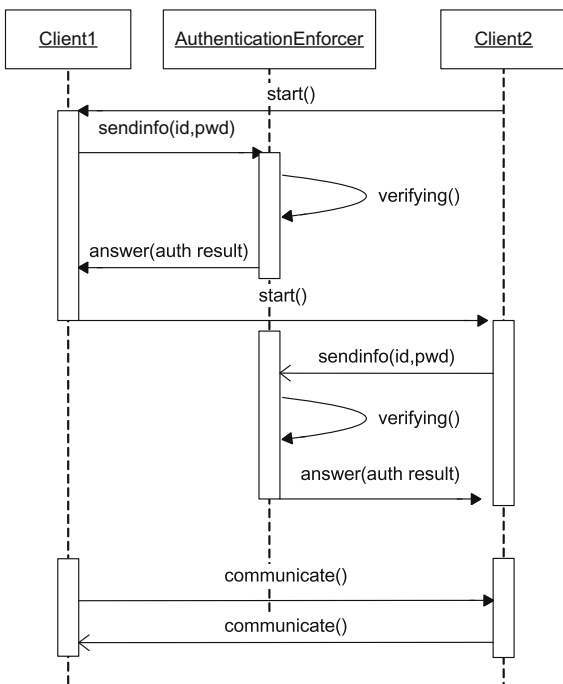 Client1
AuthenticationEnforcer
Client2
start()
sendinfo(id,pwd)
verifying()
answer(auth result)
start()
sendinfo(id,pwd)
verifying()
answer(auth result)
communicate()
communicate()